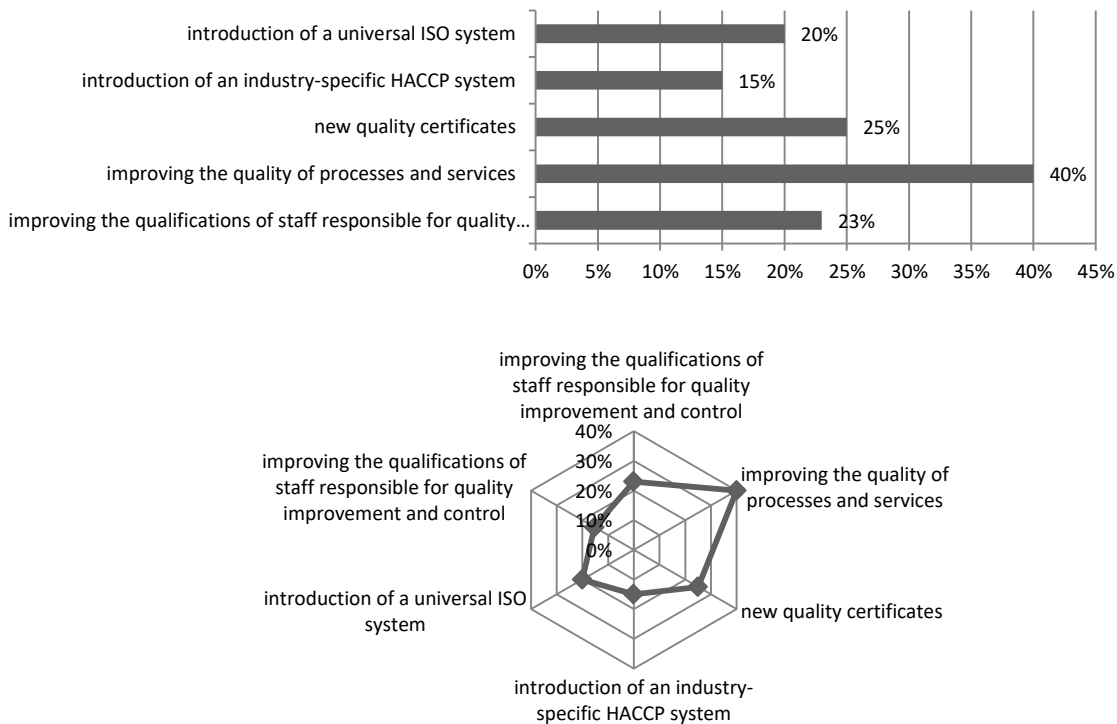 introduction of a universal ISO system
20%
introduction of an industry-specific HACCP system
15%
new quality certificates
25%
improving the quality of processes and services
40%
improving the qualifications of staff responsible for quality...
23%
0% 5% 10% 15% 20% 25% 30% 35% 40% 45%
improving the qualifications of
staff responsible for quality
improvement and control
40%
30%
20%
10%
0%
improving the quality of
processes and services
new quality certificates
introduction of an industry-
specific HACCP system
introduction of a universal ISO
system
improving the qualifications of
staff responsible for quality
improvement and control